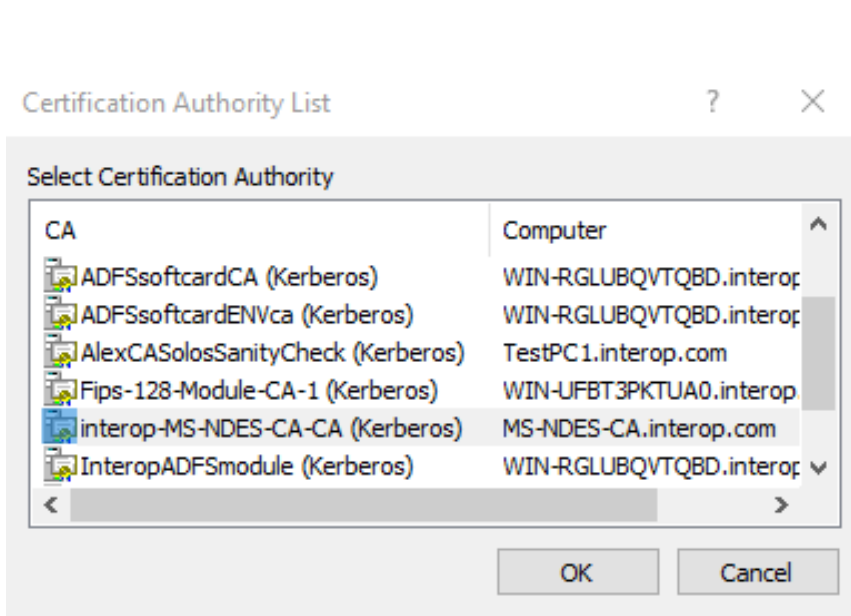 Certification Authority List ?
Select Certification Authority
CA Computer
ADFSsoftcardCA (Kerberos) WIN-RGLUBQVTQBD.interop
ADFSsoftcardENVca (Kerberos) WIN-RGLUBQVTQBD.interop
AlexCASolosSanityCheck (Kerberos) TestPC1.interop.com
Fips-128-Module-CA-1 (Kerberos) WIN-UFBT3PKTUA0.interop.
interop-MS-NDES-CA-CA (Kerberos) MS-NDES-CA.interop.com
InteropADFSmodule (Kerberos) WIN-RGLUBQVTQBD.interop
OK Cancel